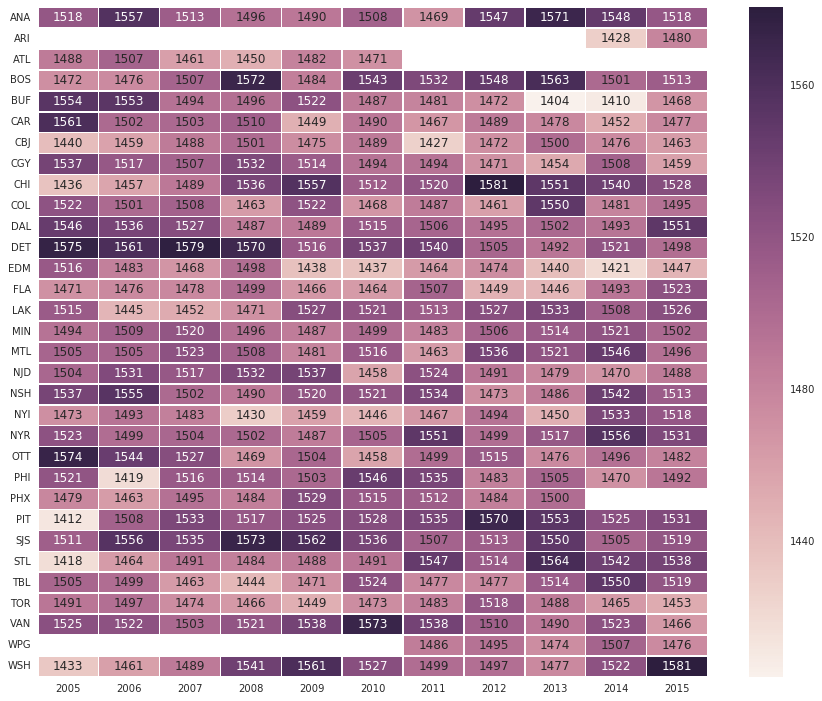 ANA 1518 1557 1513 1496 1490 1508 1469 1547 1571 1548 1518
ARI 1428 1480
ATL 1488 1507 1461 1450 1482 1471
BOS 1472 1476 1507 1572 1484 1543 1532 1548 1563 1501 1513
1560
BUF 1554 1553 1494 1496 1522 1487 1481 1472 1404 1410 1468
CAR 1561 1502 1503 1510 1449 1490 1467 1489 1478 1452 1477
CBJ 1440 1459 1488 1501 1475 1489 1427 1472 1500 1476 1463
CGY 1537 1517 1507 1532 1514 1494 1494 1471 1454 1508 1459
CHI 1436 1457 1489 1536 1557 1512 1520 1581 1551 1540 1528
COL 1522 1501 1508 1463 1522 1468 1487 1461 1550 1481 1495
DAL 1546 1536 1527 1487 1489 1515 1506 1495 1502 1493 1551
1520
DET 1575 1561 1579 1570 1516 1537 1540 1505 1492 1521 1498
EDM 1516 1483 1468 1498 1438 1437 1464 1474 1440 1421 1447
FLA 1471 1476 1478 1499 1466 1464 1507 1449 1446 1493 1523
LAK 1515 1445 1452 1471 1527 1521 1513 1527 1533 1508 1526
MIN 1494 1509 1520 1496 1487 1499 1483 1506 1514 1521 1502
MTL 1505 1505 1523 1508 1481 1516 1463 1536 1521 1546 1496
NJD 1504 1531 1517 1532 1537 1458 1524 1491 1479 1470 1488
NSH 1537 1555 1502 1490 1520 1521 1534 1473 1486 1542 1513
1480
NYI 1473 1493 1483 1430 1459 1446 1467 1494 1450 1533 1518
NYR 1523 1499 1504 1502 1487 1505 1551 1499 1517 1556 1531
OTT 1574 1544 1527 1469 1504 1458 1499 1515 1476 1496 1482
PHI 1521 1419 1516 1514 1503 1546 1535 1483 1505 1470 1492
PHX 1479 1463 1495 1484 1529 1515 1512 1484 1500
PIT 1412 1508 1533 1517 1525 1528 1535 1570 1553 1525 1531
SJS 1511 1556 1535 1573 1562 1536 1507 1513 1550 1505 1519
1440
STL 1418 1464 1491 1484 1488 1491 1547 1514 1564 1542 1538
TBL 1505 1499 1463 1444 1471 1524 1477 1477 1514 1550 1519
TOR 1491 1497 1474 1466 1449 1473 1483 1518 1488 1465 1453
VAN 1525 1522 1503 1521 1538 1573 1538 1510 1490 1523 1466
WPG 1486 1495 1474 1507 1476
WSH 1433 1461 1489 1541 1561 1527 1499 1497 1477 1522 1581
2005 2006 2007 2008 2009 2010 2011 2012 2013 2014 2015